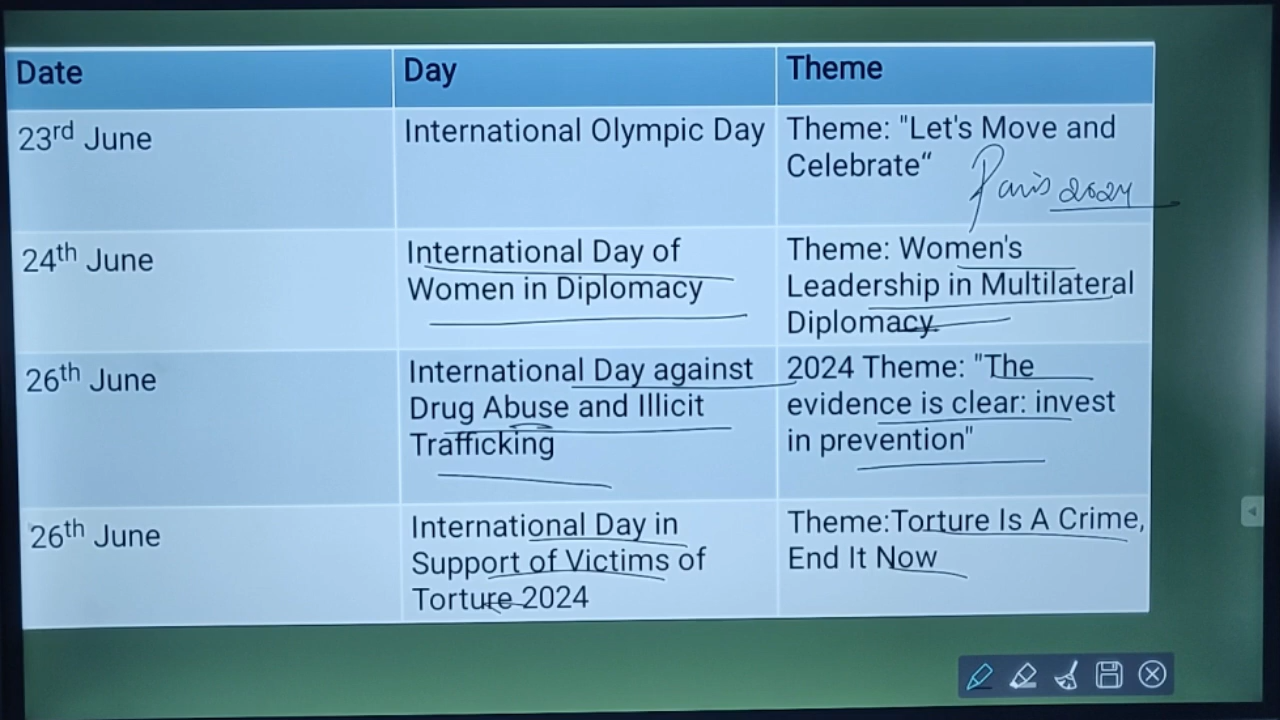 Date Day Theme
23rd June International Olympic Day Theme: "Let's Move and
Celebrate“
Paris 2024
24th June International Day of Theme: Women's
Women in Diplomacy Leadership in Multilateral
Diplomacy.
26th June International Day against 2024 Theme: "The
Drug Abuse and Illicit evidence is clear: invest
Trafficking in prevention"
26th June International Day in Theme:Torture Is A Crime,
Support of Victims of End It Now
Torture 2024